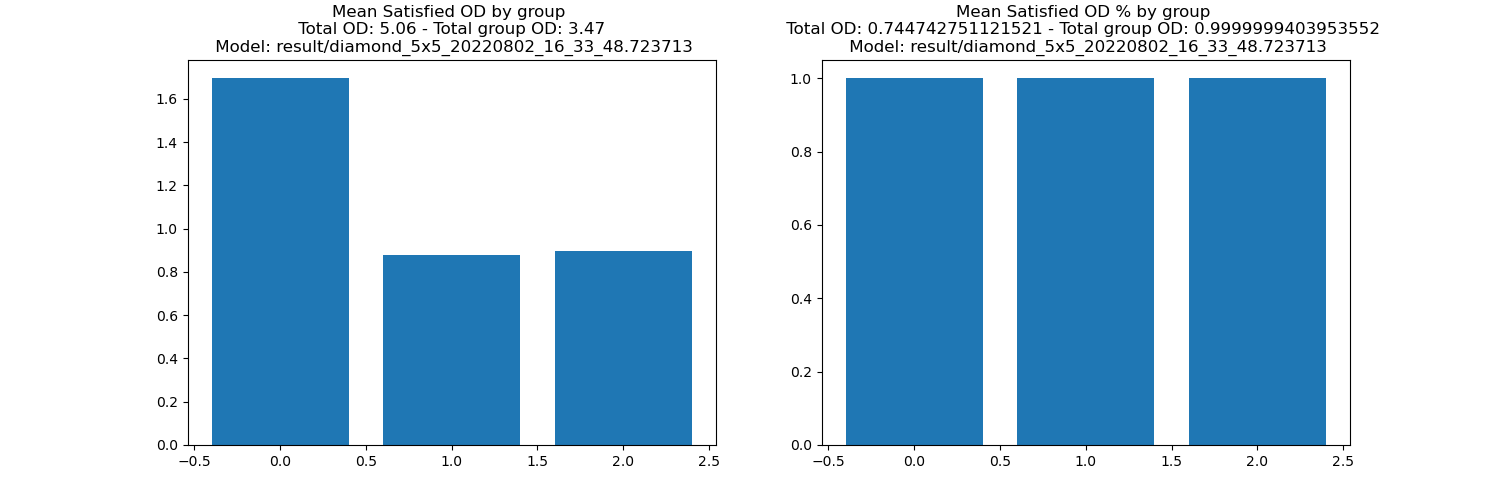 Mean Satisfied OD by group
Total OD: 5.06 - Total group OD: 3.47
Model: result/diamond_5x5_20220802_16_33_48.723713
1.6
1.4
1.2
1.0
0.8
0.6
0.4
0.2
0.0
−0.5 0.0 0.5 1.0 1.5 2.0 2.5
Mean Satisfied OD % by group
Total OD: 0.744742751121521 - Total group OD: 0.9999999403953552
Model: result/diamond_5x5_20220802_16_33_48.723713
1.0
0.8
0.6
0.4
0.2
0.0
−0.5 0.0 0.5 1.0 1.5 2.0 2.5